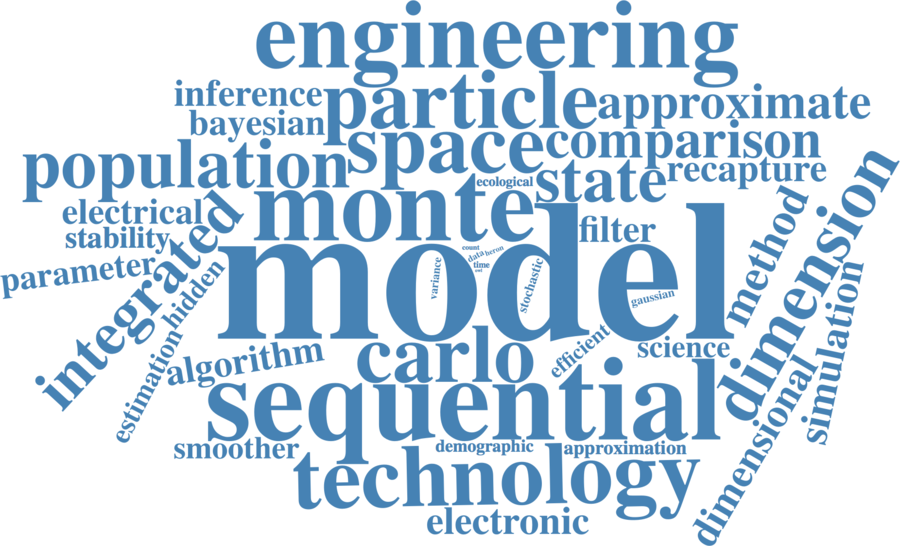 engineering
inference
particle
approximate
bayesian
space
comparison
population
recapture
ecological
state
electrical
monte
filter
stability
integrated
model
method
dimension
parameter
hidden
count
data
heron
time
owl
variance
stochastic
gaussian
estimation
algorithm
carlo
efficient
science
simulation
sequential
dimensional
smoother
demographic
approximation
technology
electronic